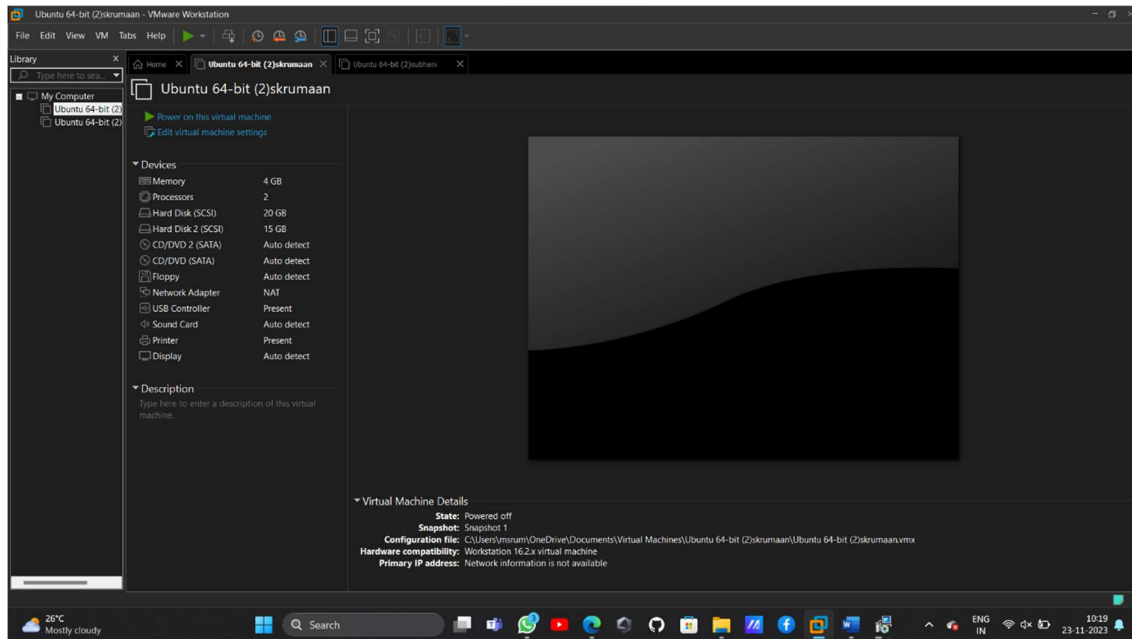 Ubuntu 64-bit (2)skrumaan - VMware Workstation
File Edit View VM Tabs Help
Library
Type here to sea...
My Computer
Ubuntu 64-bit (2)
Ubuntu 64-bit (2)
Home
Ubuntu 64-bit (2)skrumaan
Ubuntu 64-bit (2)subheni
Ubuntu 64-bit (2)skrumaan
Power on this virtual machine
Edit virtual machine settings
Devices
Memory 4 GB
Processors 2
Hard Disk (SCSI) 20 GB
Hard Disk 2 (SCSI) 15 GB
CD/DVD 2 (SATA) Auto detect
CD/DVD (SATA) Auto detect
Floppy Auto detect
Network Adapter NAT
USB Controller Present
Sound Card Auto detect
Printer Present
Display Auto detect
Description
Type here to enter a description of this virtual
machine.
Virtual Machine Details
State: Powered off
Snapshot: Snapshot 1
Configuration file: C:\Users\msrum\OneDrive\Documents\Virtual Machines\Ubuntu 64-bit (2)skrumaan\Ubuntu 64-bit (2)skrumaan.vmx
Hardware compatibility: Workstation 16.2.x virtual machine
Primary IP address: Network information is not available
26°C
Mostly cloudy
Search
ENG
IN
10:19
23-11-2023